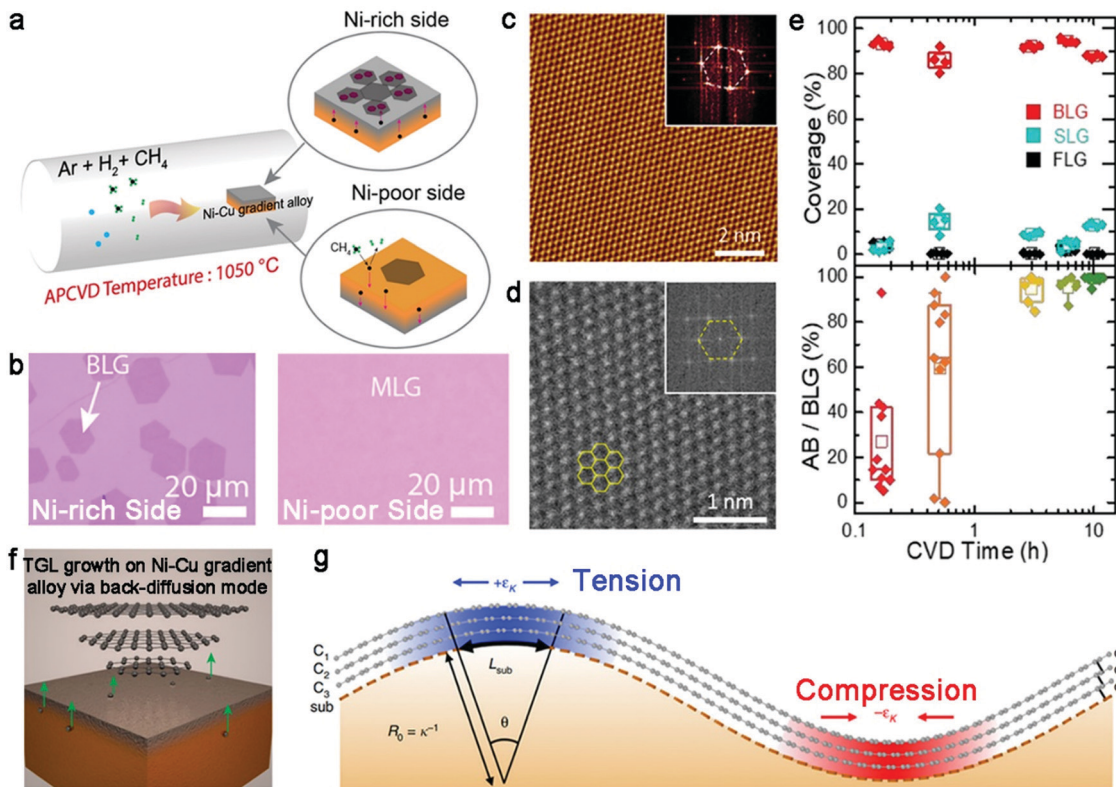 a
Ni-rich side
Ar + H2+ CH4
Ni-Cu gradient alloy
Ni-poor side
CH4
APCVD Temperature : 1050 °C
b
BLG
20 μm
Ni-rich Side
MLG
20 μm
Ni-poor Side
c
2 nm
d
1 nm
e
Coverage (%)
100
80
60
40
20
0
BLG
SLG
FLG
AB / BLG (%)
100
80
60
40
20
0
0.1
1
10
CVD Time (h)
f
TGL growth on Ni-Cu gradient
alloy via back-diffusion mode
g
+εK
Tension
C1
C2
C3
sub
Lsub
R0 = κ−1
θ
Compression
−εK